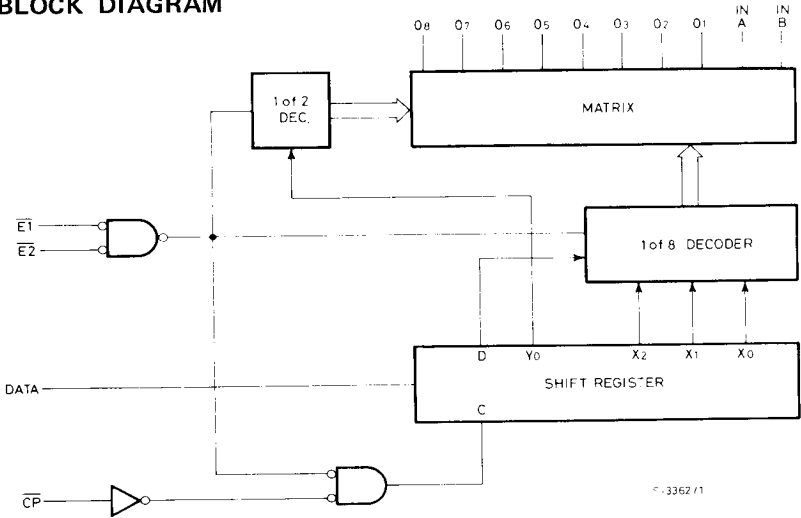 BLOCK DIAGRAM
O8 O7 O6 O5 O4 O3 O2 O1 IN A IN B
1 of 2 DEC.
MATRIX
E1
E2
1 of 8 DECODER
D Y0 X2 X1 X0
DATA
SHIFT REGISTER
C
CP
S-3362/1